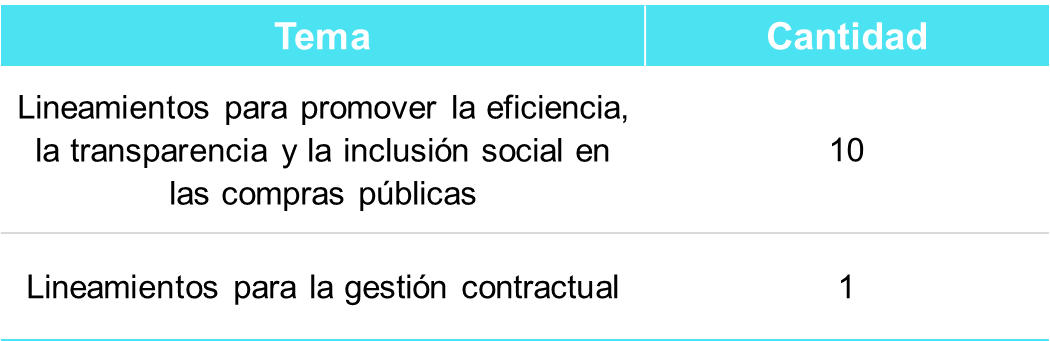 Tema Cantidad
Lineamientos para promover la eficiencia,
la transparencia y la inclusión social en
las compras públicas
10
Lineamientos para la gestión contractual 1